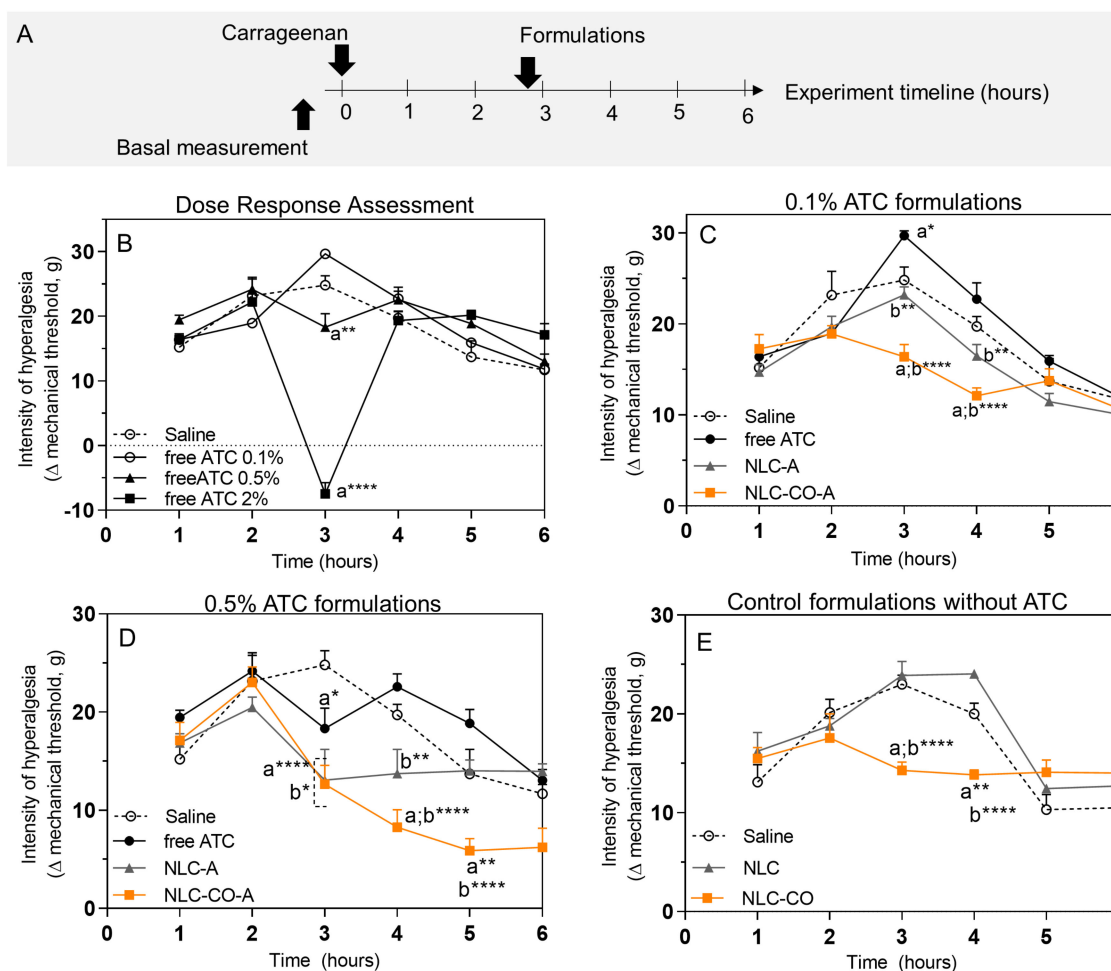 A
Carrageenan
Formulations
0 1 2 3 4 5 6
Experiment timeline (hours)
Basal measurement
Dose Response Assessment
B
Intensity of hyperalgesia
(Δ mechanical threshold, g)
30
20
10
0
-10
a**
a****
Saline
free ATC 0.1%
freeATC 0.5%
free ATC 2%
1 2 3 4 5 6
Time (hours)
0.1% ATC formulations
C
Intensity of hyperalgesia
(Δ mechanical threshold, g)
30
20
10
0
a*
b**
b**
a;b****
a;b****
Saline
free ATC
NLC-A
NLC-CO-A
0 1 2 3 4 5
Time (hours)
0.5% ATC formulations
D
Intensity of hyperalgesia
(Δ mechanical threshold, g)
30
20
10
0
a*
a****
b*
b**
a;b****
a**
b****
Saline
free ATC
NLC-A
NLC-CO-A
0 1 2 3 4 5 6
Time (hours)
Control formulations without ATC
E
Intensity of hyperalgesia
(Δ mechanical threshold, g)
30
20
10
0
a;b****
a**
b****
Saline
NLC
NLC-CO
0 1 2 3 4 5
Time (hours)